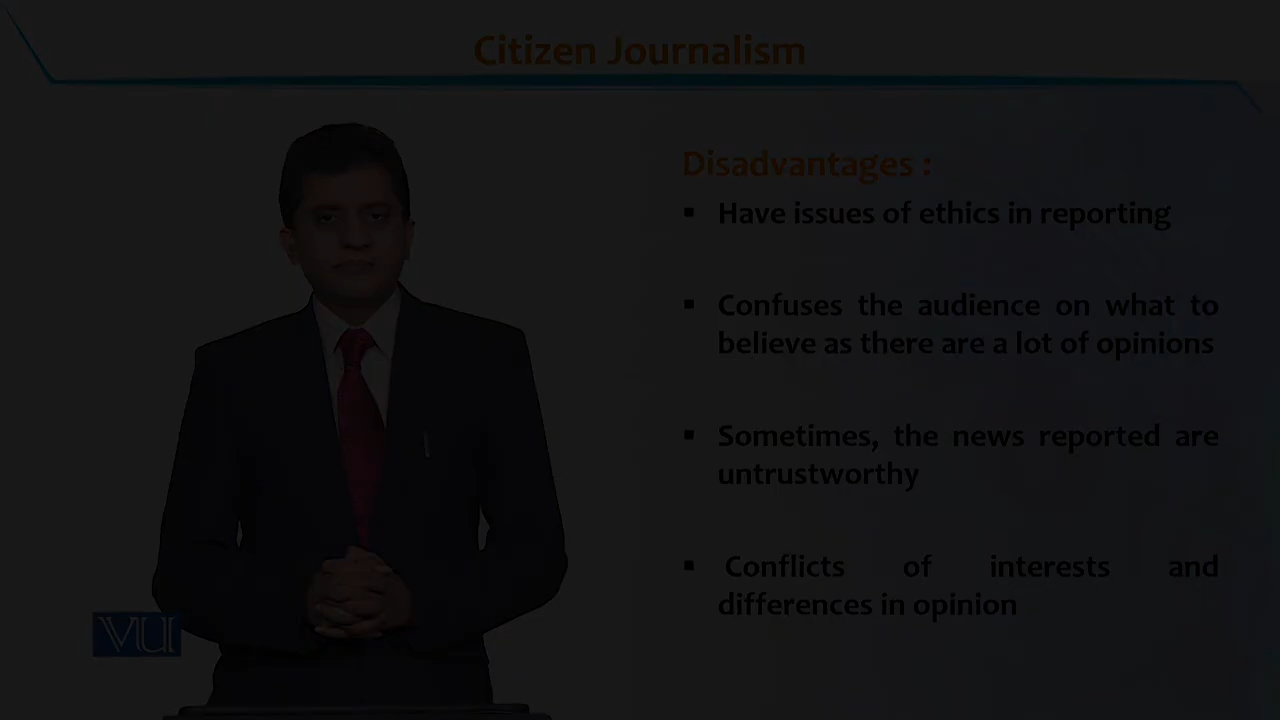 Citizen Journalism
Disadvantages :
▪ Have issues of ethics in reporting
▪ Confuses the audience on what to
believe as there are a lot of opinions
▪ Sometimes, the news reported are
untrustworthy
▪ Conflicts of interests and
differences in opinion
VU